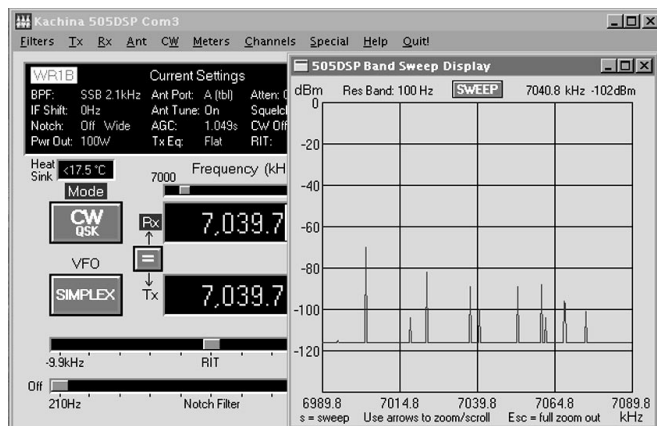 Kachina 505DSP Com3
Filters Tx Rx Ant CW Meters Channels Special Help Quit!
WR1B Current Settings
BPF: SSB 2.1kHz Ant Port: A (tbl) Atten:
IF Shift: 0Hz Ant Tune: On Squelc
Notch: Off Wide AGC: 1.049s CW Off
Pwr Out: 100W Tx Eq: Flat RIT:
Heat Sink <17.5 °C
7000 Frequency (kH
Mode
CW QSK
Rx 7,039.7
=
VFO
SIMPLEX
Tx 7,039.7
-9.9kHz RIT
Off
210Hz Notch Filter
505DSP Band Sweep Display
dBm Res Band: 100 Hz SWEEP 7040.8 kHz -102dBm
0
-20
-40
-60
-80
-100
-120
6989.8 7014.8 7039.8 7064.8 7089.8
s = sweep Use arrows to zoom/scroll Esc = full zoom out kHz